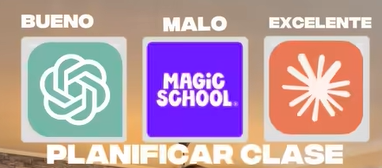 BUENO
MALO
EXCELENTE
MAGIC
SCHOOL
PLANIFICAR CLASE